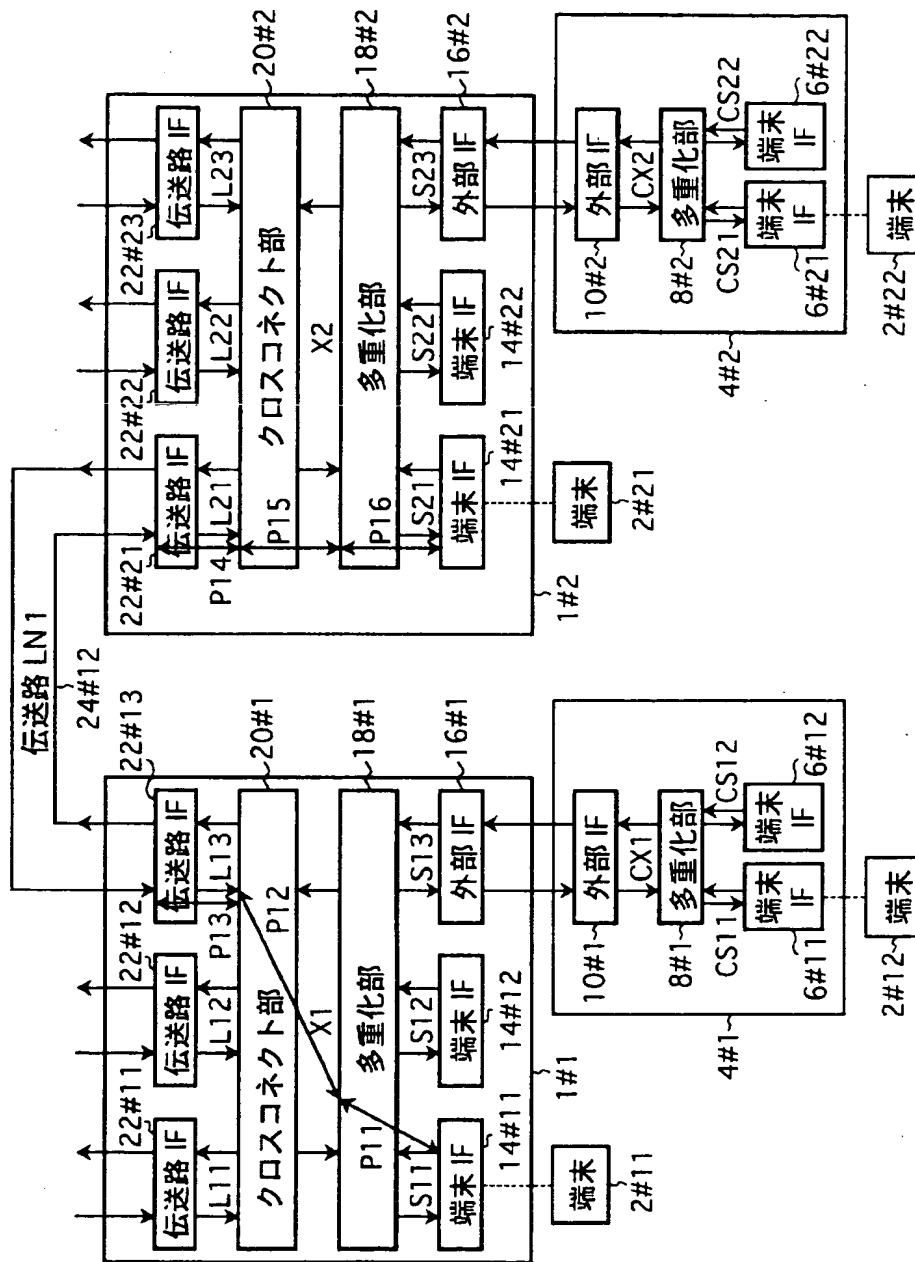 伝送路 LN 1
24#12
22#11
22#12
22#13
伝送路 IF
伝送路 IF
伝送路 IF
L11
L12
P13
L13
20#1
クロスコネクト部
P12
X1
18#1
P11
多重化部
S11
S12
S13
16#1
端末 IF
端末 IF
外部 IF
14#11
14#12
1#1
端末
2#11
10#1
外部 IF
CX1
8#1
多重化部
CS11
CS12
端末 IF
端末 IF
6#11
6#12
4#1
端末
2#12
22#21
22#22
22#23
伝送路 IF
伝送路 IF
伝送路 IF
P14
L21
L22
L23
20#2
P15
クロスコネクト部
X2
18#2
P16
多重化部
S21
S22
S23
16#2
端末 IF
端末 IF
外部 IF
14#21
14#22
1#2
端末
2#21
10#2
外部 IF
CX2
8#2
多重化部
CS21
CS22
端末 IF
端末 IF
6#21
6#22
4#2
端末
2#22